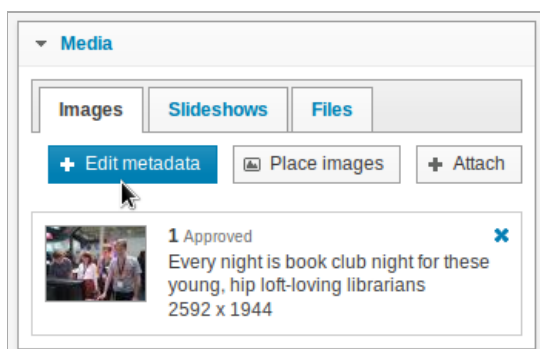 Media
Images Slideshows Files
Edit metadata Place images Attach
1 Approved
Every night is book club night for these
young, hip loft-loving librarians
2592 x 1944